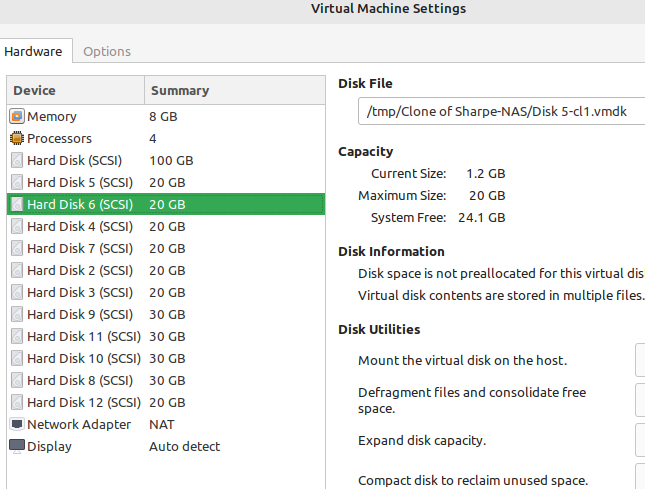 Virtual Machine Settings
Hardware Options
Device Summary
Memory 8 GB
Processors 4
Hard Disk (SCSI) 100 GB
Hard Disk 5 (SCSI) 20 GB
Hard Disk 6 (SCSI) 20 GB
Hard Disk 4 (SCSI) 20 GB
Hard Disk 7 (SCSI) 20 GB
Hard Disk 2 (SCSI) 20 GB
Hard Disk 3 (SCSI) 20 GB
Hard Disk 9 (SCSI) 30 GB
Hard Disk 11 (SCSI) 30 GB
Hard Disk 10 (SCSI) 30 GB
Hard Disk 8 (SCSI) 30 GB
Hard Disk 12 (SCSI) 20 GB
Network Adapter NAT
Display Auto detect
Disk File
/tmp/Clone of Sharpe-NAS/Disk 5-cl1.vmdk
Capacity
Current Size: 1.2 GB
Maximum Size: 20 GB
System Free: 24.1 GB
Disk Information
Disk space is not preallocated for this virtual dis
Virtual disk contents are stored in multiple files.
Disk Utilities
Mount the virtual disk on the host.
Defragment files and consolidate free
space.
Expand disk capacity.
Compact disk to reclaim unused space.